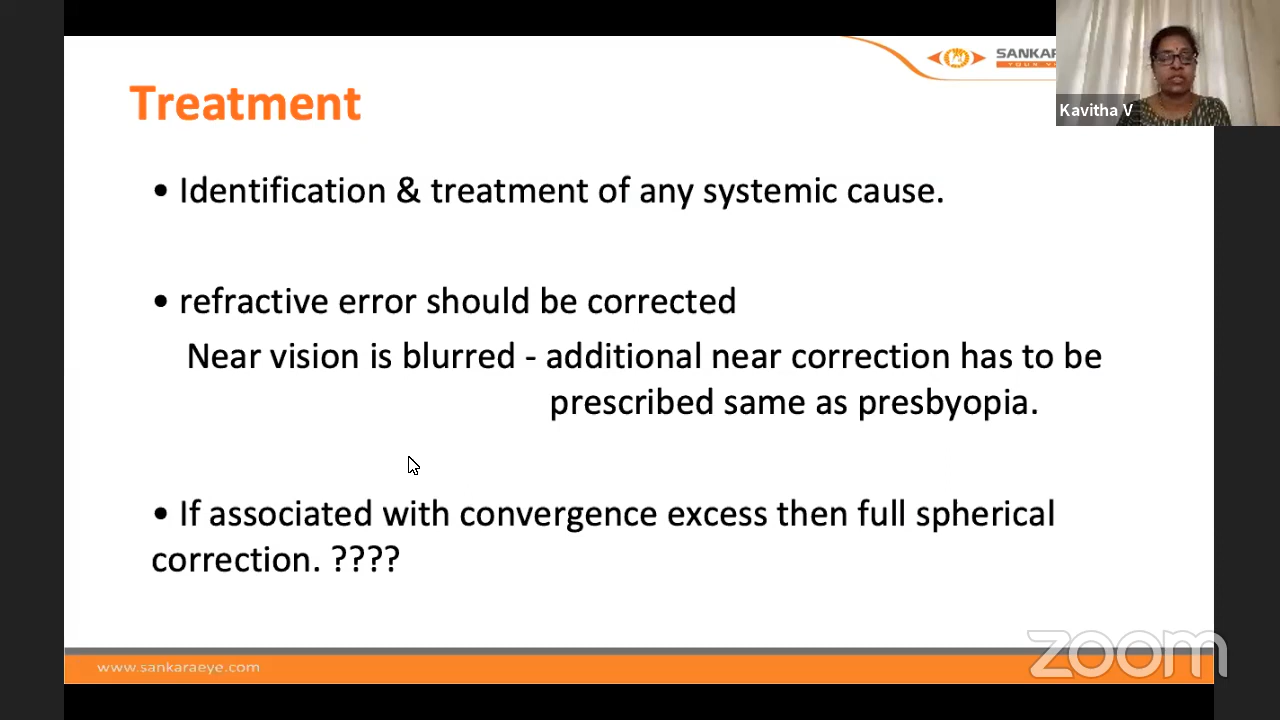 SANKAR
Kavitha V
Treatment
• Identification & treatment of any systemic cause.
• refractive error should be corrected
Near vision is blurred - additional near correction has to be
prescribed same as presbyopia.
• If associated with convergence excess then full spherical
correction. ????
www.sankaraeye.com
zoom